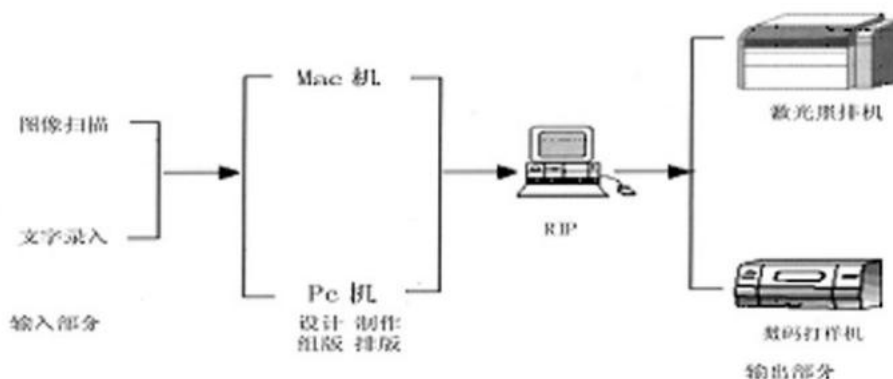 图像扫描
文字录入
输入部分
Mac 机
Pc 机
设计 制作
组版 排版
RIP
激光照排机
数码打样机
输出部分